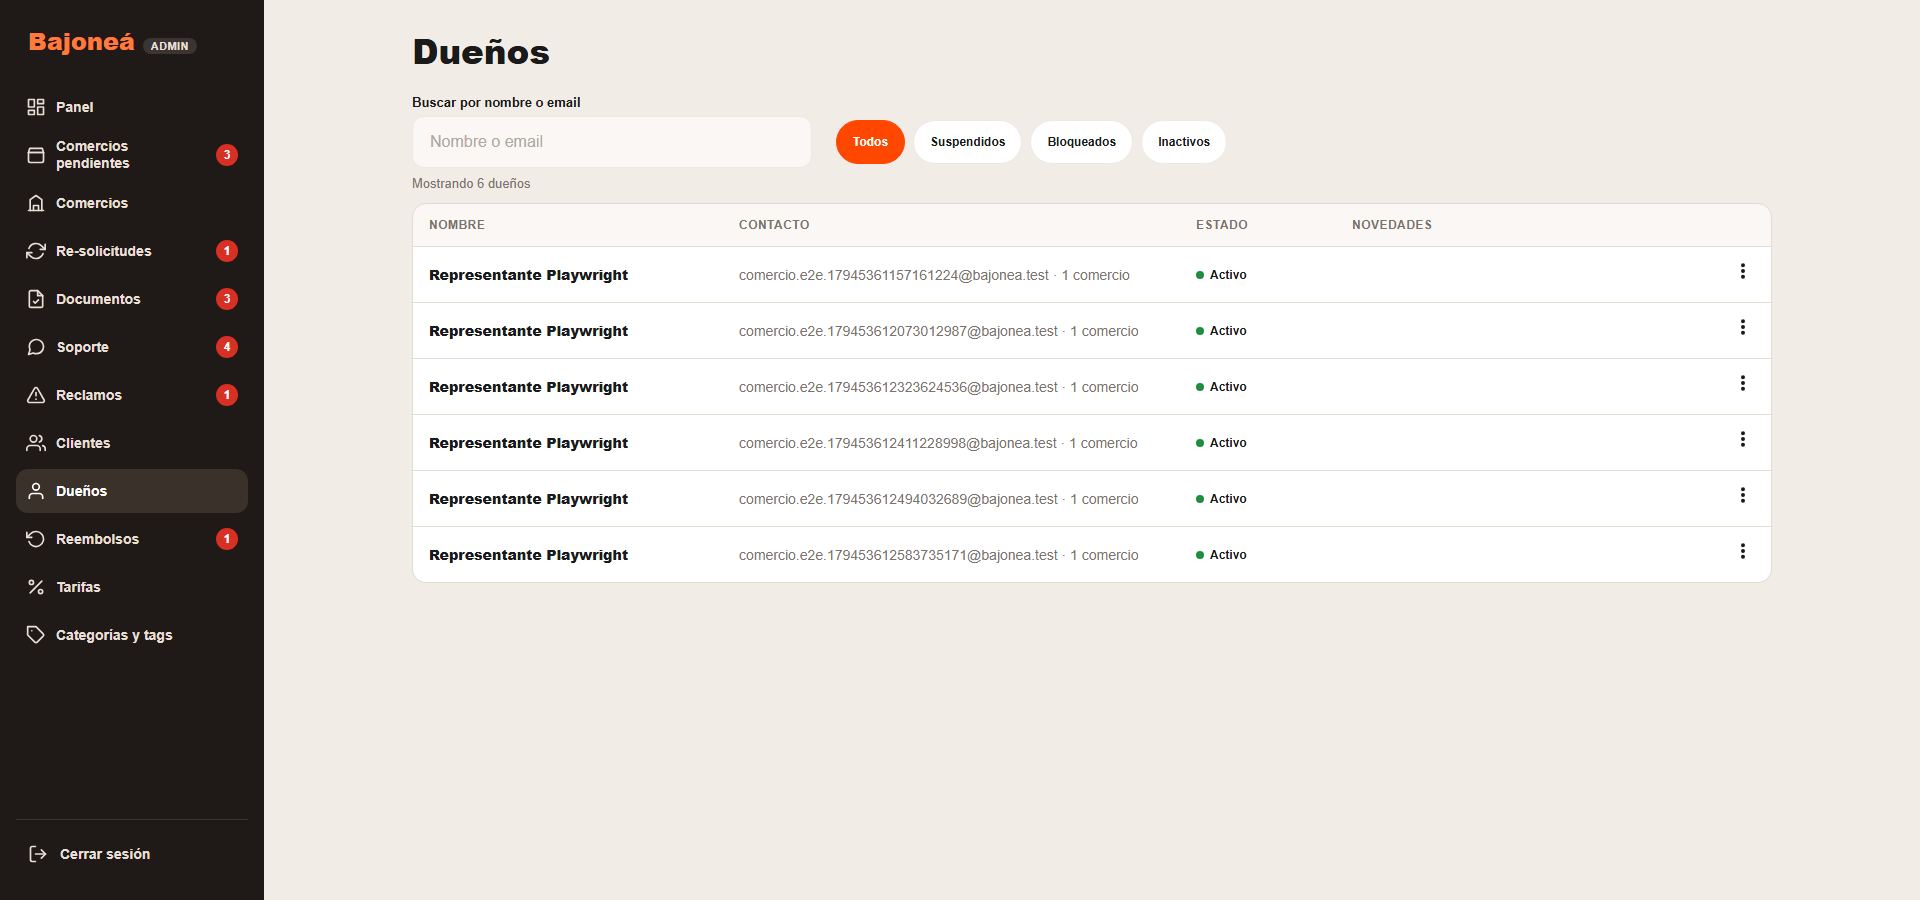 Bajoneá ADMIN
Panel
Comercios
pendientes 3
Comercios
Re-solicitudes 1
Documentos 3
Soporte 4
Reclamos 1
Clientes
Dueños
Reembolsos 1
Tarifas
Categorías y tags
Cerrar sesión
Dueños
Buscar por nombre o email
Nombre o email
Todos Suspendidos Bloqueados Inactivos
Mostrando 6 dueños
NOMBRE CONTACTO ESTADO NOVEDADES
Representante Playwright comercio.e2e.17945361157161224@bajonea.test · 1 comercio Activo
Representante Playwright comercio.e2e.179453612073012987@bajonea.test · 1 comercio Activo
Representante Playwright comercio.e2e.179453612323624536@bajonea.test · 1 comercio Activo
Representante Playwright comercio.e2e.179453612411228998@bajonea.test · 1 comercio Activo
Representante Playwright comercio.e2e.179453612494032689@bajonea.test · 1 comercio Activo
Representante Playwright comercio.e2e.179453612583735171@bajonea.test · 1 comercio Activo